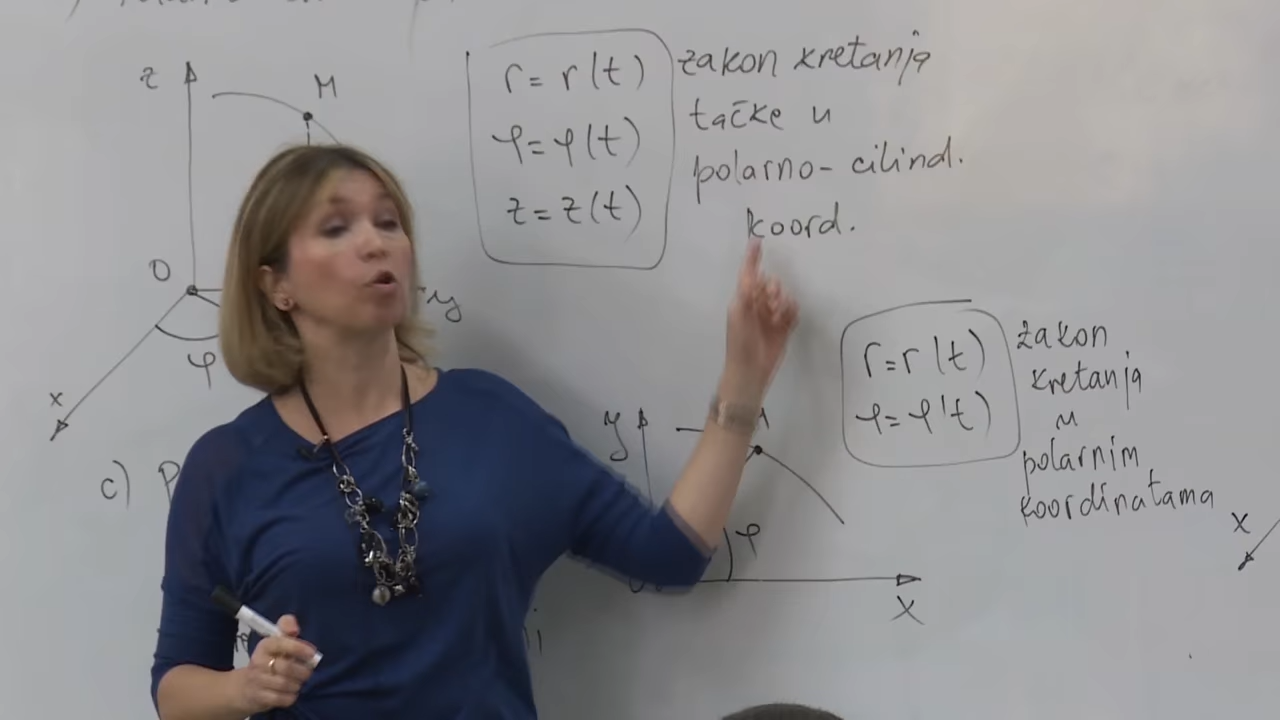 z
M
O
y
φ
x
r = r(t)
φ = φ(t)
z = z(t)
zakon kretanja
tačke u
polarno-cilind.
koord.
c) P
y
φ
x
r = r(t)
φ = φ(t)
zakon
kretanja
u
polarnim
koordinatama
x